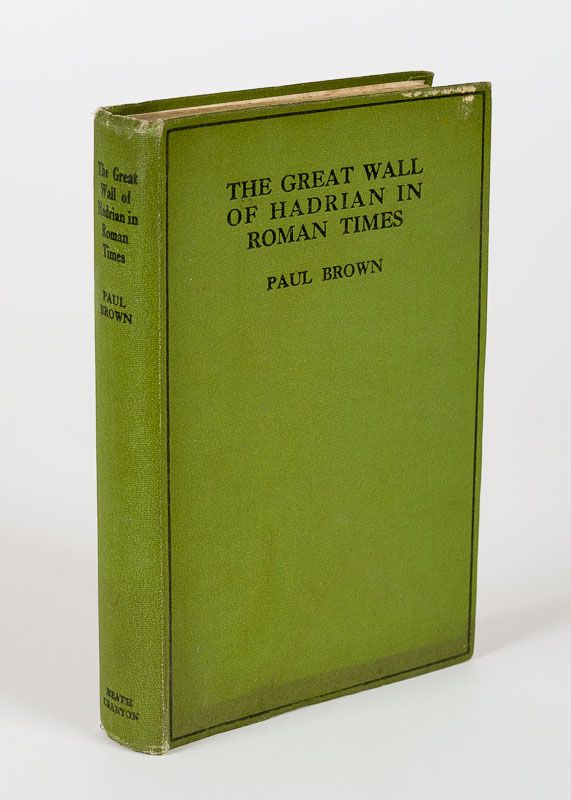 The Great
Wall of
Hadrian in
Roman
Times
PAUL
BROWN
HEATH
CRANTON
THE GREAT WALL
OF HADRIAN IN
ROMAN TIMES
PAUL BROWN